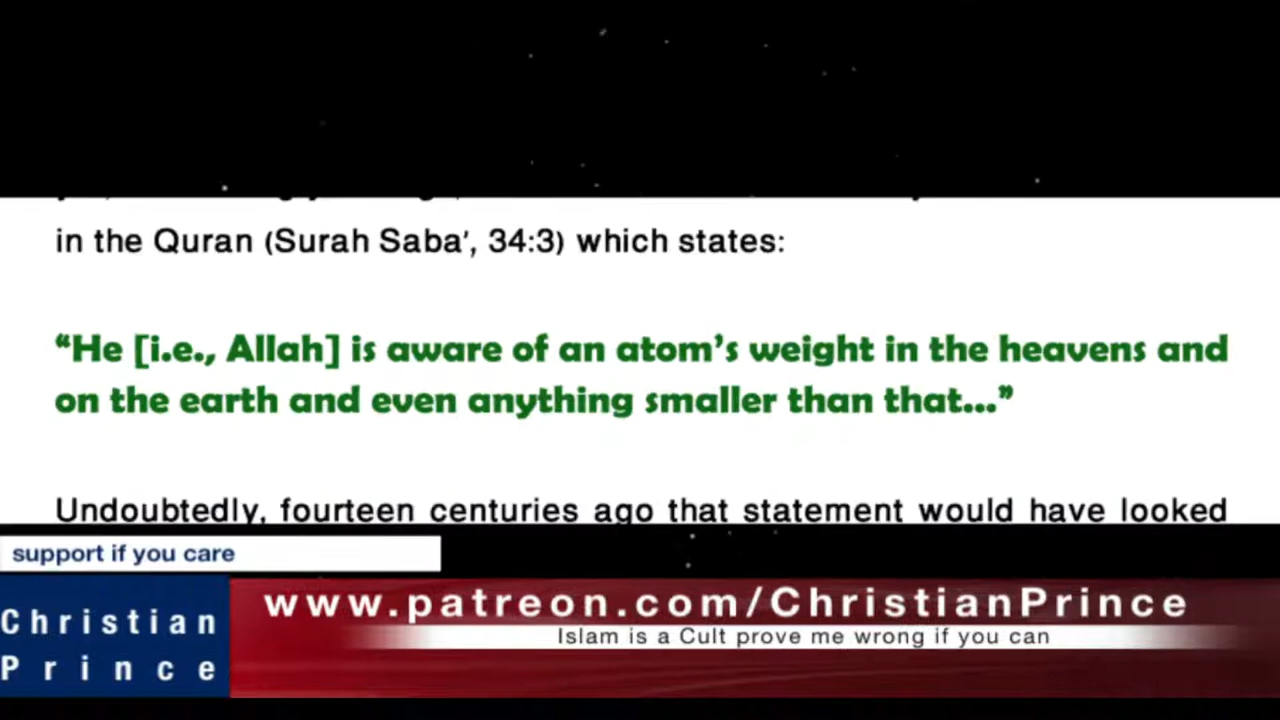 in the Quran (Surah Saba', 34:3) which states:
“He [i.e., Allah] is aware of an atom's weight in the heavens and
on the earth and even anything smaller than that...”
Undoubtedly, fourteen centuries ago that statement would have looked
support if you care
Christian
Prince
www.patreon.com/ChristianPrince
Islam is a Cult prove me wrong if you can